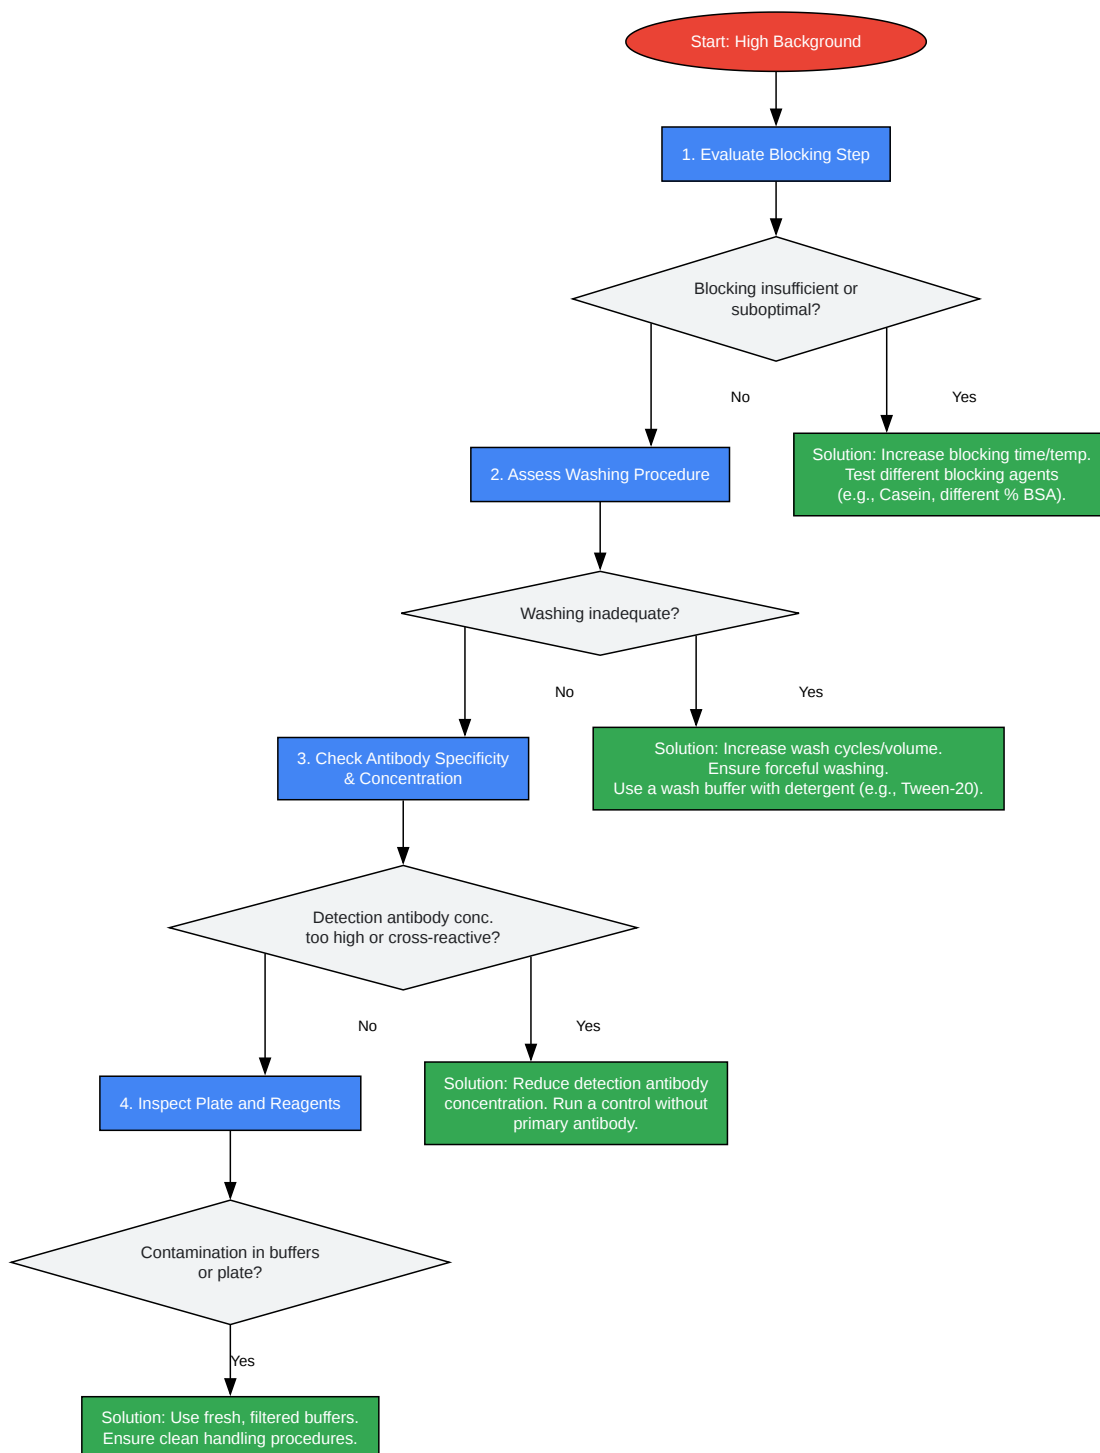 Start: High Background
1. Evaluate Blocking Step
Blocking insufficient or
suboptimal?
No
Yes
Solution: Increase blocking time/temp.
Test different blocking agents
(e.g., Casein, different % BSA).
2. Assess Washing Procedure
Washing inadequate?
No
Yes
Solution: Increase wash cycles/volume.
Ensure forceful washing.
Use a wash buffer with detergent (e.g., Tween-20).
3. Check Antibody Specificity
& Concentration
Detection antibody conc.
too high or cross-reactive?
No
Yes
Solution: Reduce detection antibody
concentration. Run a control without
primary antibody.
4. Inspect Plate and Reagents
Contamination in buffers
or plate?
Yes
Solution: Use fresh, filtered buffers.
Ensure clean handling procedures.